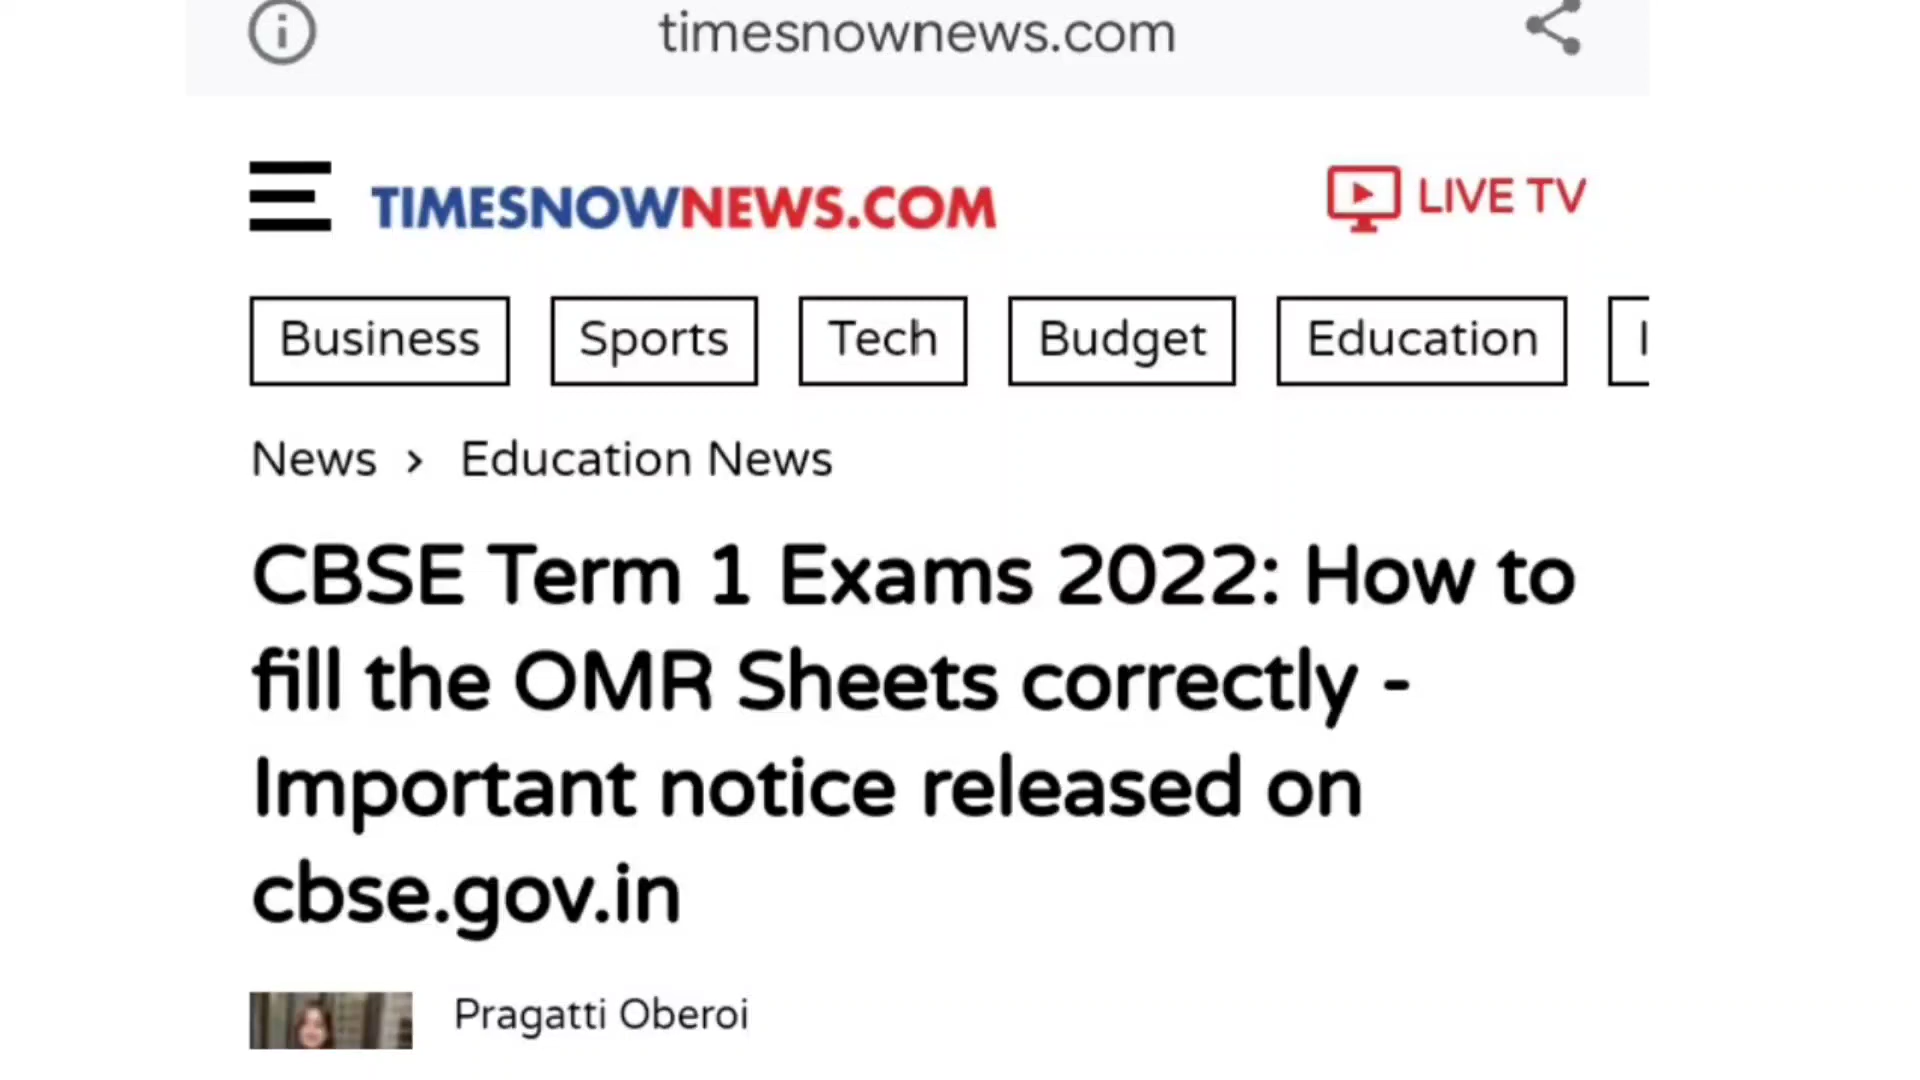 timesnownews.com
TIMESNOWNEWS.COM LIVE TV
Business Sports Tech Budget Education
News › Education News
CBSE Term 1 Exams 2022: How to
fill the OMR Sheets correctly -
Important notice released on
cbse.gov.in
Pragatti Oberoi